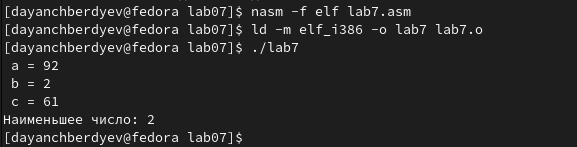 [dayanchberdyev@fedora lab07]$ nasm -f elf lab7.asm
[dayanchberdyev@fedora lab07]$ ld -m elf_i386 -o lab7 lab7.o
[dayanchberdyev@fedora lab07]$ ./lab7
a = 92
b = 2
c = 61
Наименьшее число: 2
[dayanchberdyev@fedora lab07]$